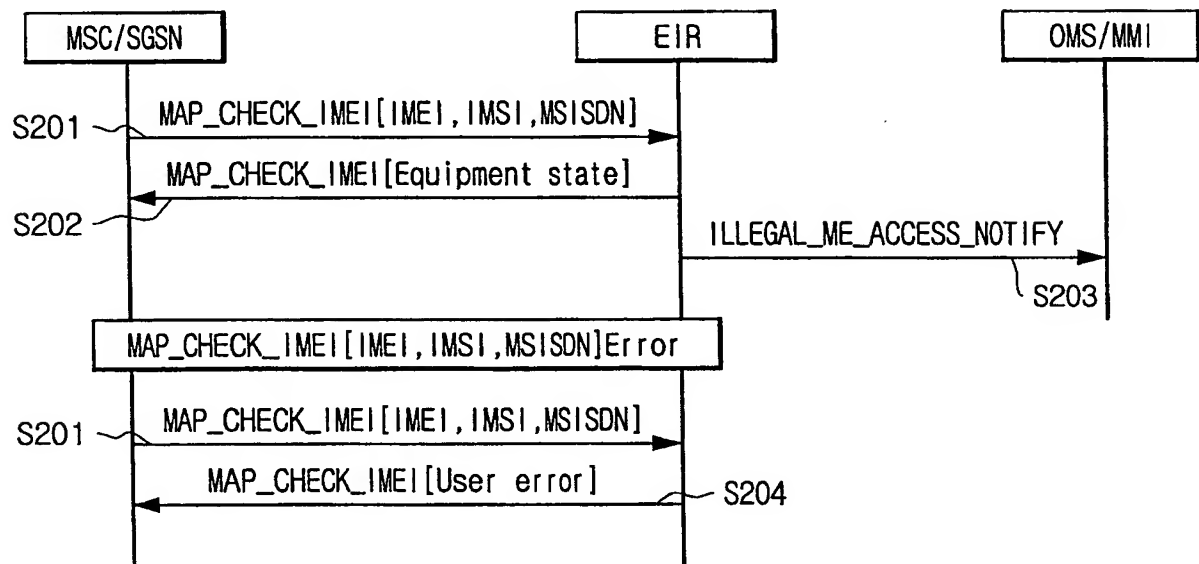 MSC/SGSN
EIR
OMS/MMI
MAP_CHECK_IMEI[IMEI,IMSI,MSISDN]
S201
MAP_CHECK_IMEI[Equipment state]
S202
ILLEGAL_ME_ACCESS_NOTIFY
S203
MAP_CHECK_IMEI[IMEI,IMSI,MSISDN]Error
MAP_CHECK_IMEI[IMEI,IMSI,MSISDN]
S201
MAP_CHECK_IMEI[User error]
S204